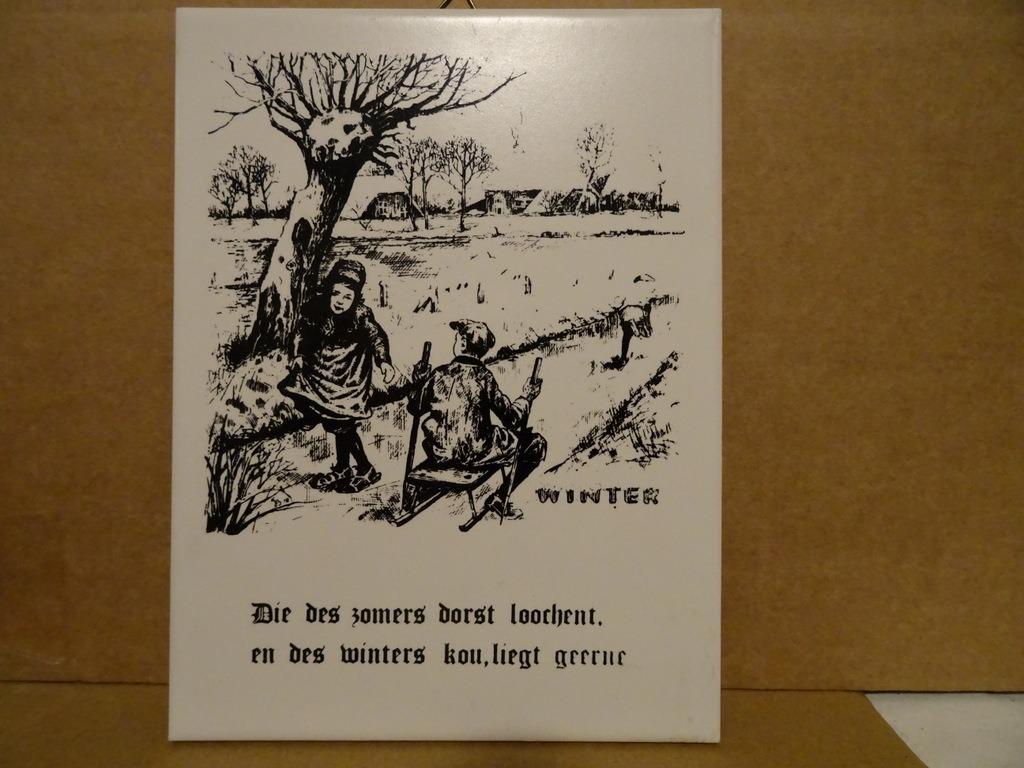 WINTER
Die des zomers dorst loochent.
en des winters kou, liegt geerne